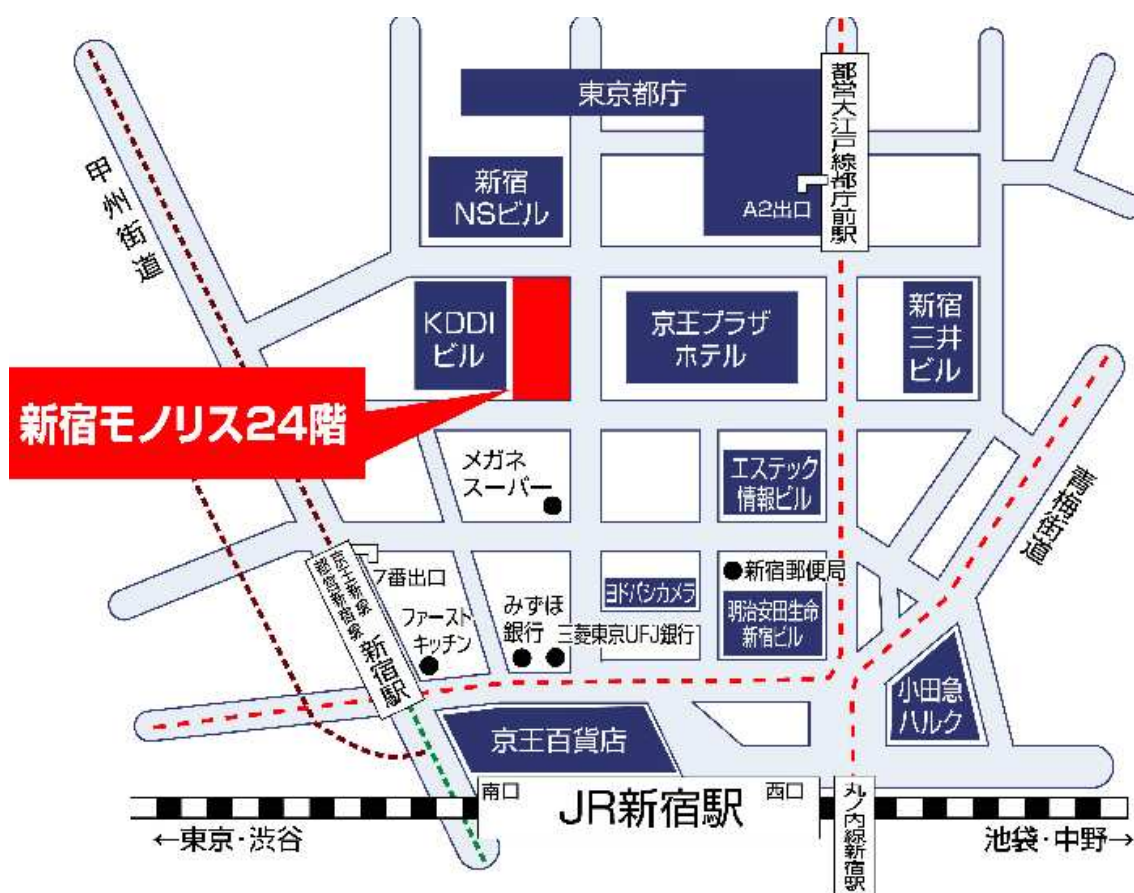 東京都庁
都営大江戸線都庁前駅
甲州街道
新宿
NSビル
A2出口
KDDI
ビル
京王プラザ
ホテル
新宿
三井
ビル
新宿モノリス24階
メガネ
スーパー
エステック
情報ビル
青梅街道
京王新線
都営新宿線
新宿駅
7番出口
ファースト
キッチン
みずほ
銀行
三菱東京UFJ銀行
ヨドバシカメラ
新宿郵便局
明治安田生命
新宿ビル
小田急
ハルク
京王百貨店
南口
JR新宿駅
西口
丸ノ内線新宿駅
←東京・渋谷
池袋・中野→